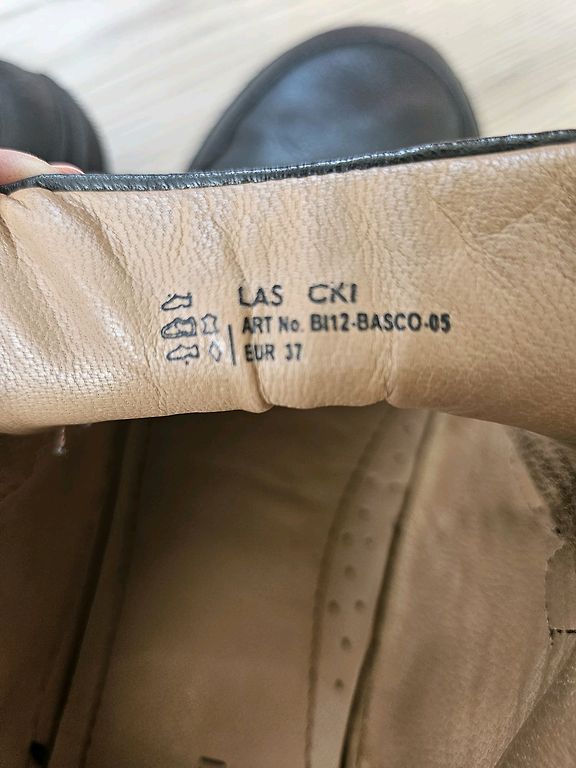 LAS CKI
ART No. BI12-BASCO-05
EUR 37